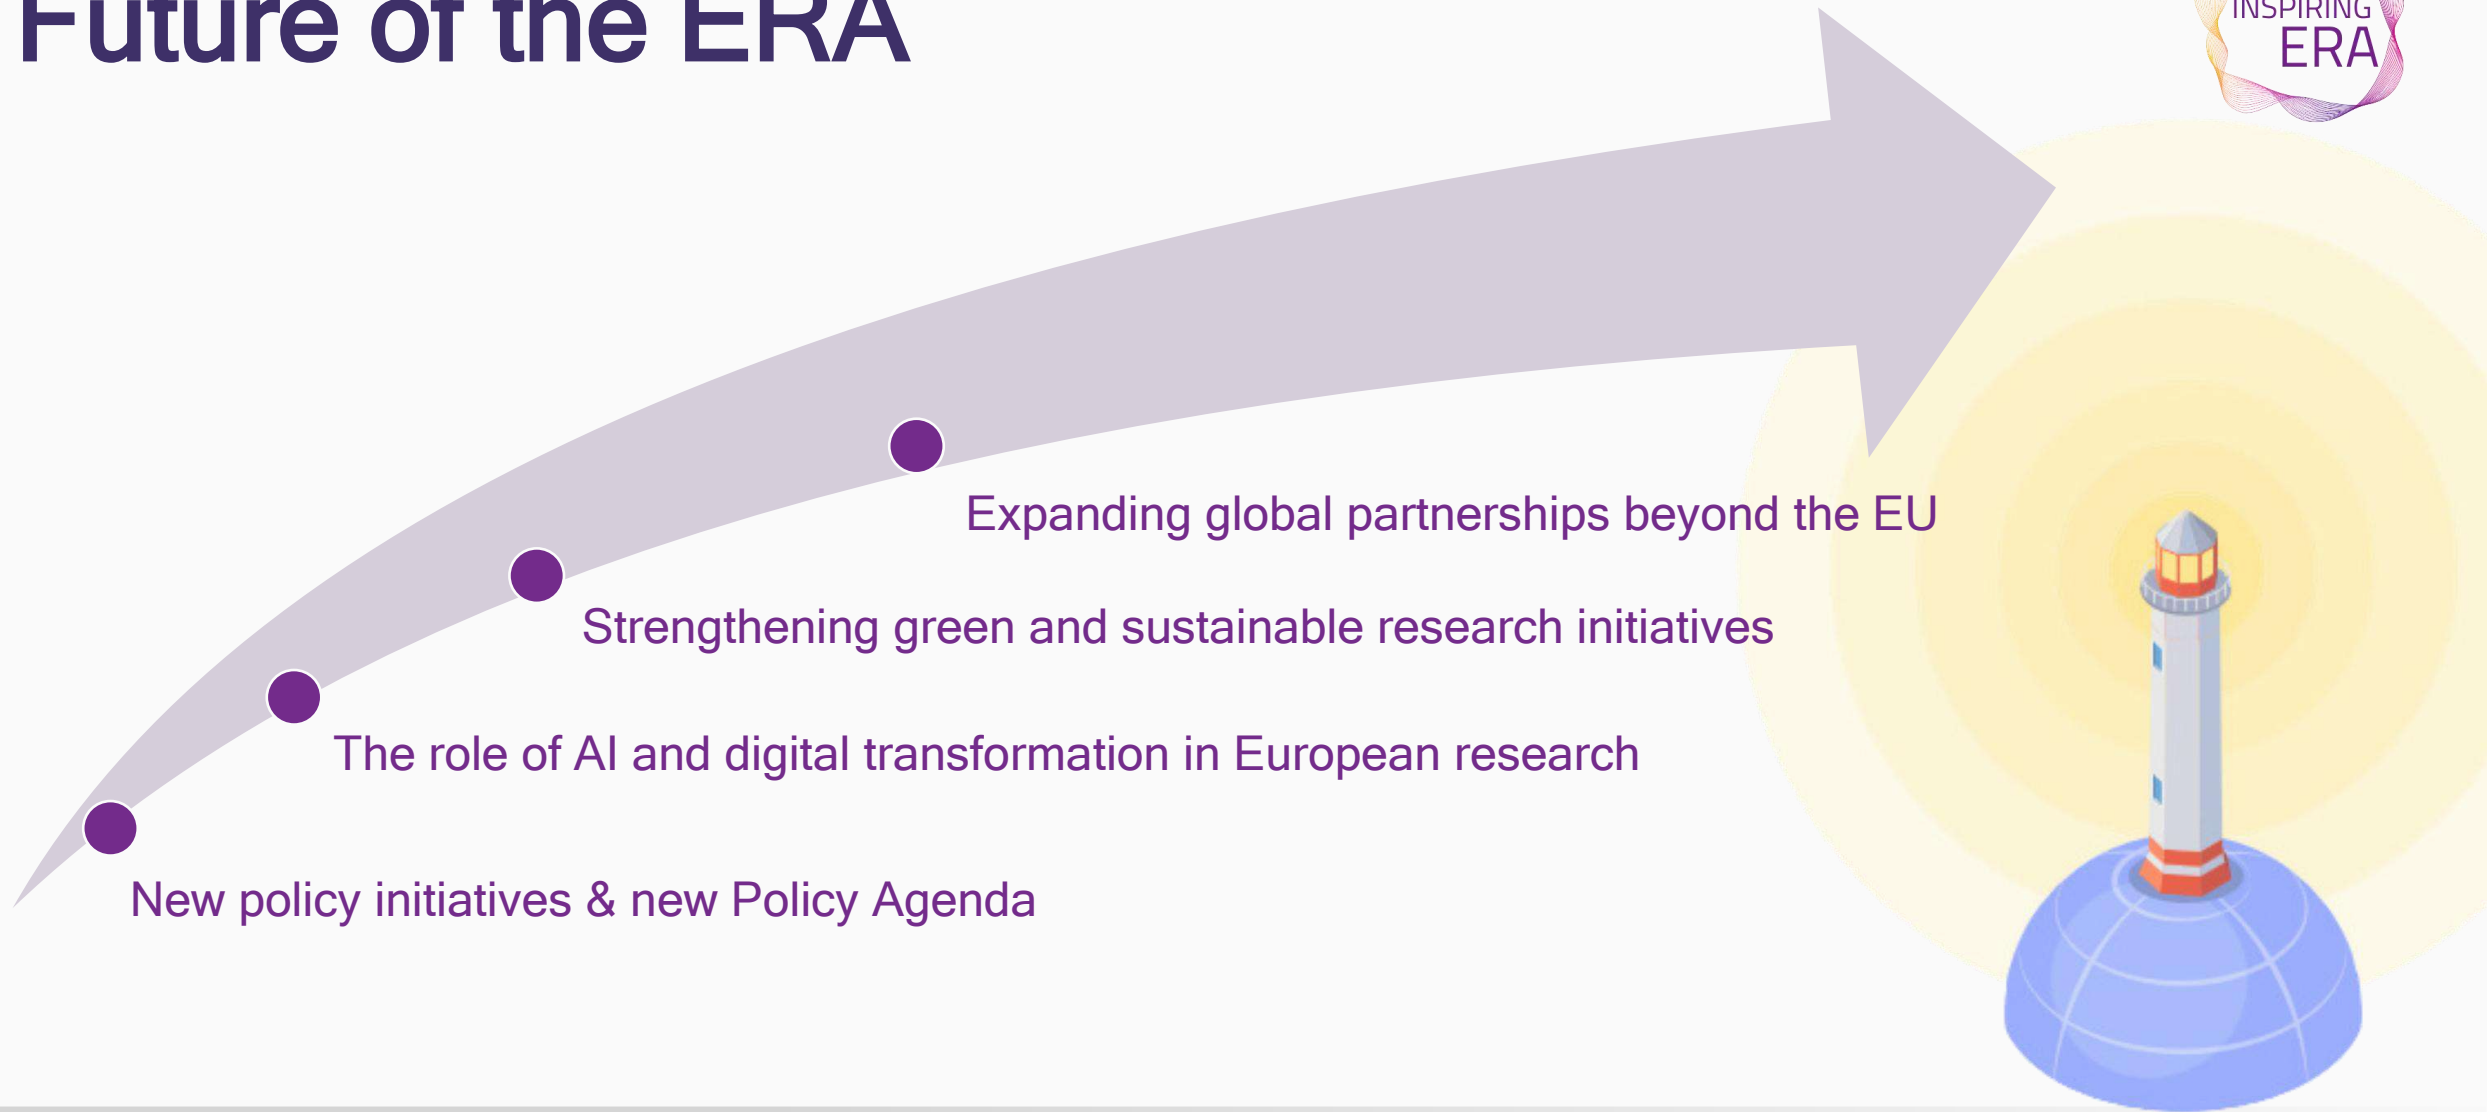 Future of the ERA
INSPIRING
ERA
Expanding global partnerships beyond the EU
Strengthening green and sustainable research initiatives
The role of AI and digital transformation in European research
New policy initiatives & new Policy Agenda